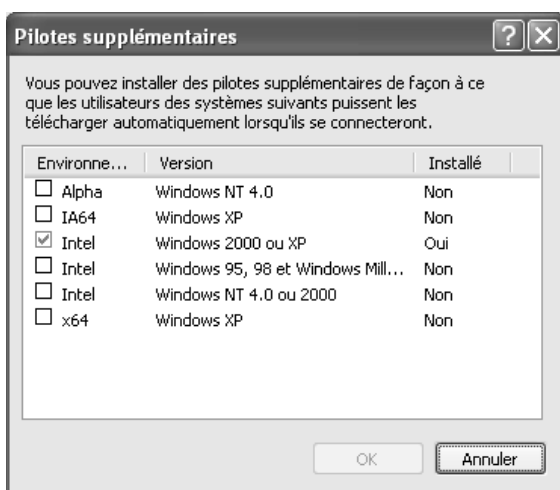 Pilotes supplémentaires
Vous pouvez installer des pilotes supplémentaires de façon à ce
que les utilisateurs des systèmes suivants puissent les
télécharger automatiquement lorsqu'ils se connecteront.
Environne... Version Installé
Alpha Windows NT 4.0 Non
IA64 Windows XP Non
Intel Windows 2000 ou XP Oui
Intel Windows 95, 98 et Windows Mill... Non
Intel Windows NT 4.0 ou 2000 Non
x64 Windows XP Non
OK Annuler